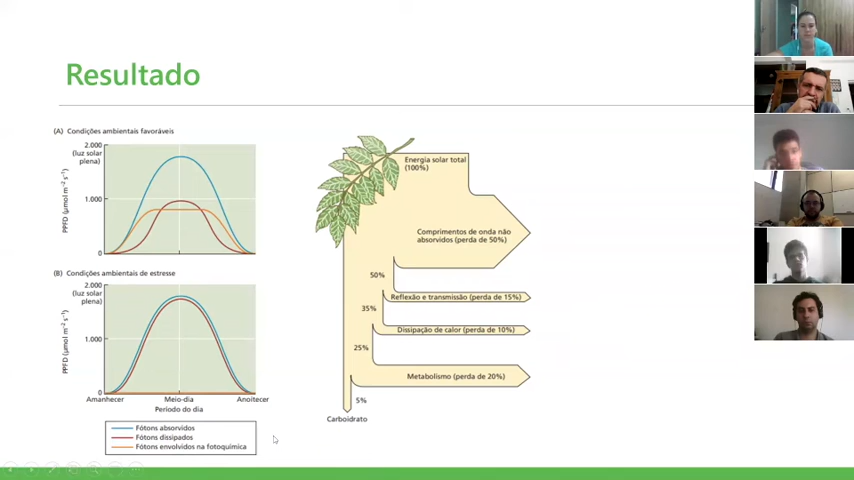 Resultado
(A) Condições ambientais favoráveis
2.000
(luz solar
plena)
1.000
0
PPFD (µmol m⁻² s⁻¹)
(B) Condições ambientais de estresse
2.000
(luz solar
plena)
1.000
0
PPFD (µmol m⁻² s⁻¹)
Amanhecer
Meio-dia
Anoitecer
Período do dia
Fótons absorvidos
Fótons dissipados
Fótons envolvidos na fotoquímica
Energia solar total
(100%)
Comprimentos de onda não
absorvidos (perda de 50%)
50%
Reflexão e transmissão (perda de 15%)
35%
Dissipação de calor (perda de 10%)
25%
Metabolismo (perda de 20%)
5%
Carboidrato